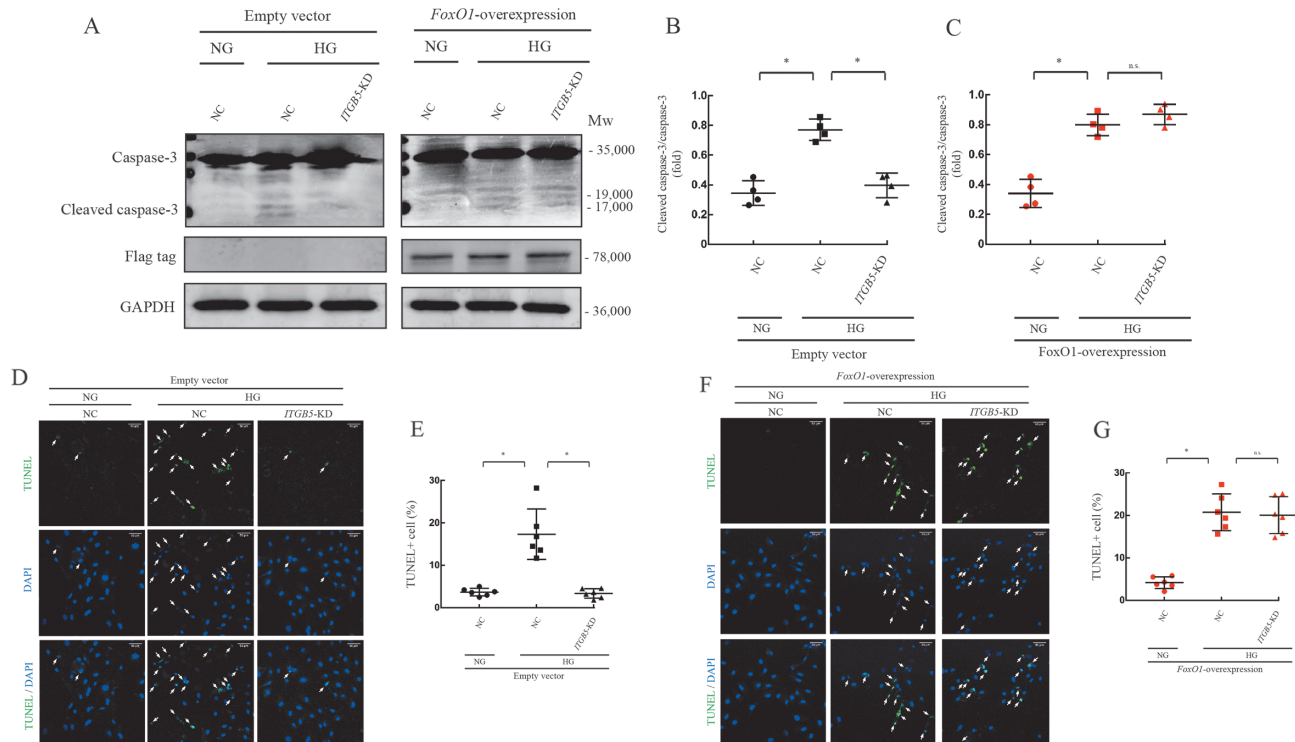 A
Empty vector
FoxO1-overexpression
NG
HG
NG
HG
NC
NC
ITGB5-KD
NC
NC
ITGB5-KD
Mw
Caspase-3
- 35,000
- 19,000
Cleaved caspase-3
- 17,000
Flag tag
- 78,000
GAPDH
- 36,000
B
*
*
Cleaved caspase-3/caspase-3
(fold)
1.0
0.8
0.6
0.4
0.2
0
NC
NC
ITGB5-KD
NG
HG
Empty vector
C
*
n.s.
Cleaved caspase-3/caspase-3
(fold)
1.0
0.8
0.6
0.4
0.2
0
NC
NC
ITGB5-KD
NG
HG
FoxO1-overexpression
D
Empty vector
NG
HG
NC
NC
ITGB5-KD
TUNEL
DAPI
TUNEL / DAPI
E
*
*
TUNEL+ cell (%)
30
20
10
0
NC
NC
ITGB5-KD
NG
HG
Empty vector
F
FoxO1-overexpression
NG
HG
NC
NC
ITGB5-KD
TUNEL
DAPI
TUNEL / DAPI
G
*
n.s.
TUNEL+ cell (%)
30
20
10
0
NC
NC
ITGB5-KD
NG
HG
FoxO1-overexpression